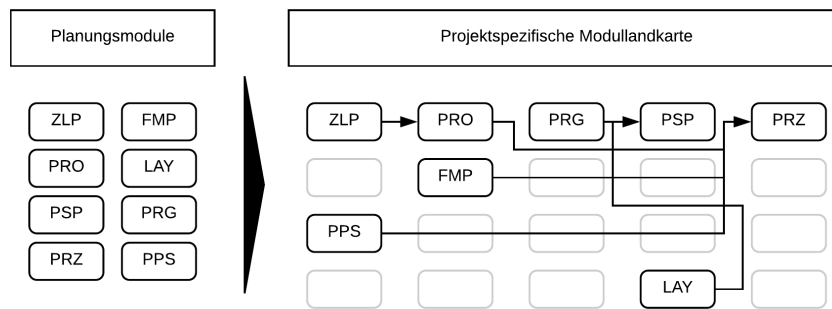 Planungsmodule
Projektspezifische Modullandkarte
ZLP FMP
PRO LAY
PSP PRG
PRZ PPS
ZLP PRO PRG PSP PRZ
FMP
PPS
LAY